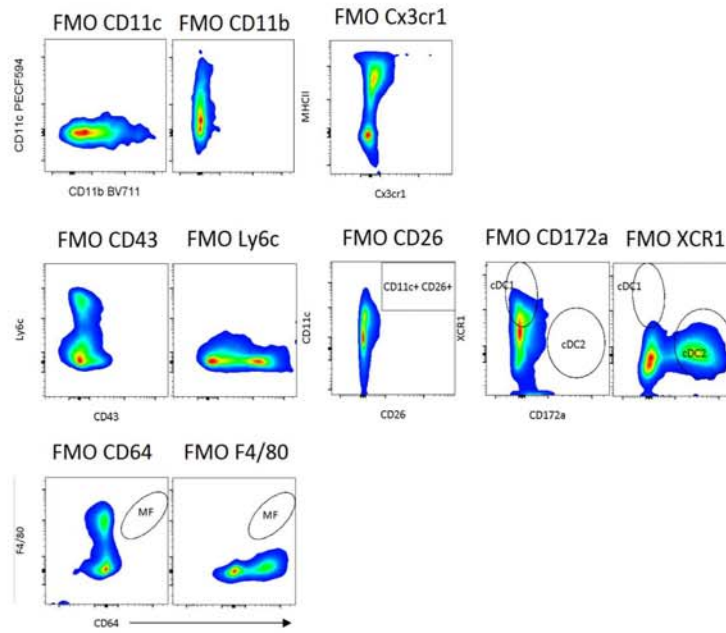 FMO CD11c FMO CD11b FMO Cx3cr1
CD11c PECF594
MHCII
CD11b BV711
Cx3cr1
FMO CD43 FMO Ly6c FMO CD26 FMO CD172a FMO XCR1
Ly6c
CD11c
CD11c+ CD26+
XCR1
cDC1
cDC2
cDC1
cDC2
CD43
CD26
CD172a
FMO CD64 FMO F4/80
F4/80
MF
MF
CD64